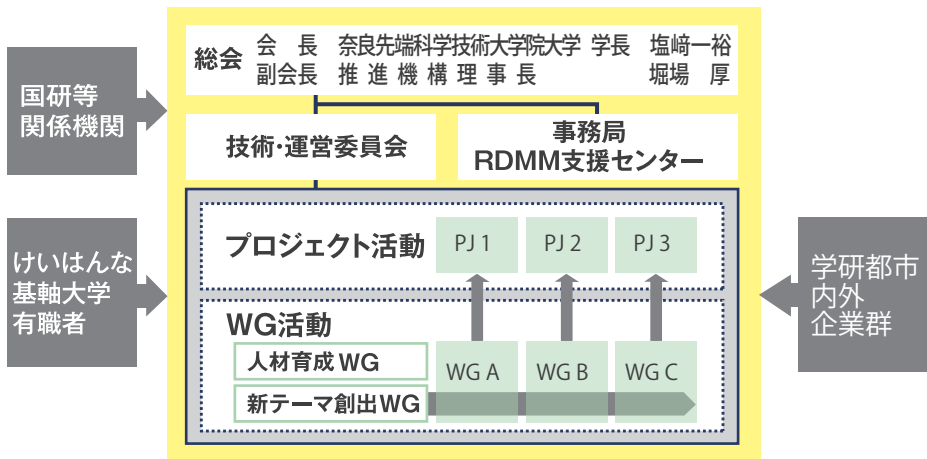 総会
会 長 奈良先端科学技術大学院大学 学長 塩﨑一裕
副会長 推進機構理事長 堀場 厚
国研等
関係機関
技術・運営委員会
事務局
RDMM支援センター
けいはんな
基軸大学
有職者
プロジェクト活動
PJ 1
PJ 2
PJ 3
学研都市
内外
企業群
WG活動
人材育成WG
新テーマ創出WG
WG A
WG B
WG C